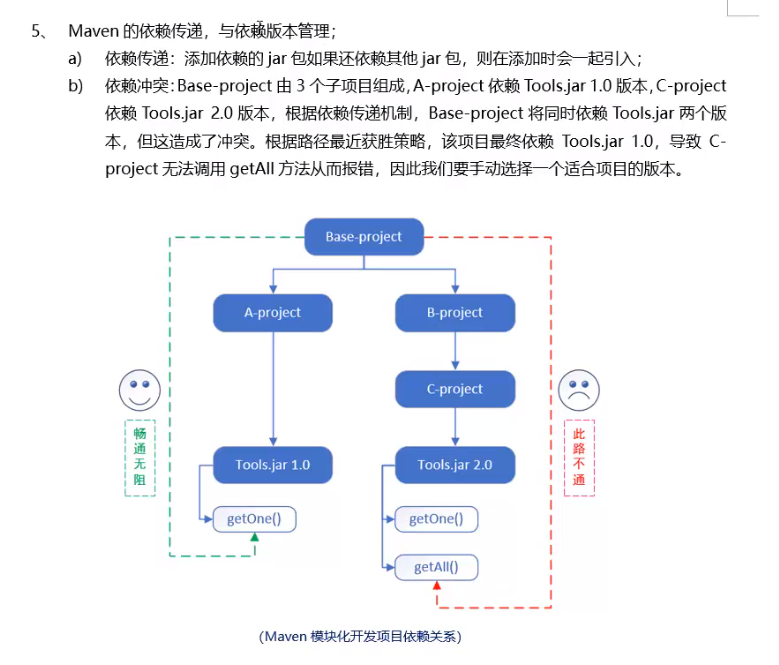 5、 Maven 的依赖传递，与依赖版本管理；
a) 依赖传递：添加依赖的 jar 包如果还依赖其他 jar 包，则在添加时会一起引入；
b) 依赖冲突：Base-project 由 3 个子项目组成，A-project 依赖 Tools.jar 1.0 版本，C-project
依赖 Tools.jar 2.0 版本，根据依赖传递机制，Base-project 将同时依赖 Tools.jar 两个版
本，但这造成了冲突。根据路径最近获胜策略，该项目最终依赖 Tools.jar 1.0，导致 C-
project 无法调用 getAll 方法从而报错，因此我们要手动选择一个适合项目的版本。
Base-project
A-project
B-project
C-project
畅通无阻
此路不通
Tools.jar 1.0
Tools.jar 2.0
getOne()
getOne()
getAll()
（Maven 模块化开发项目依赖关系）